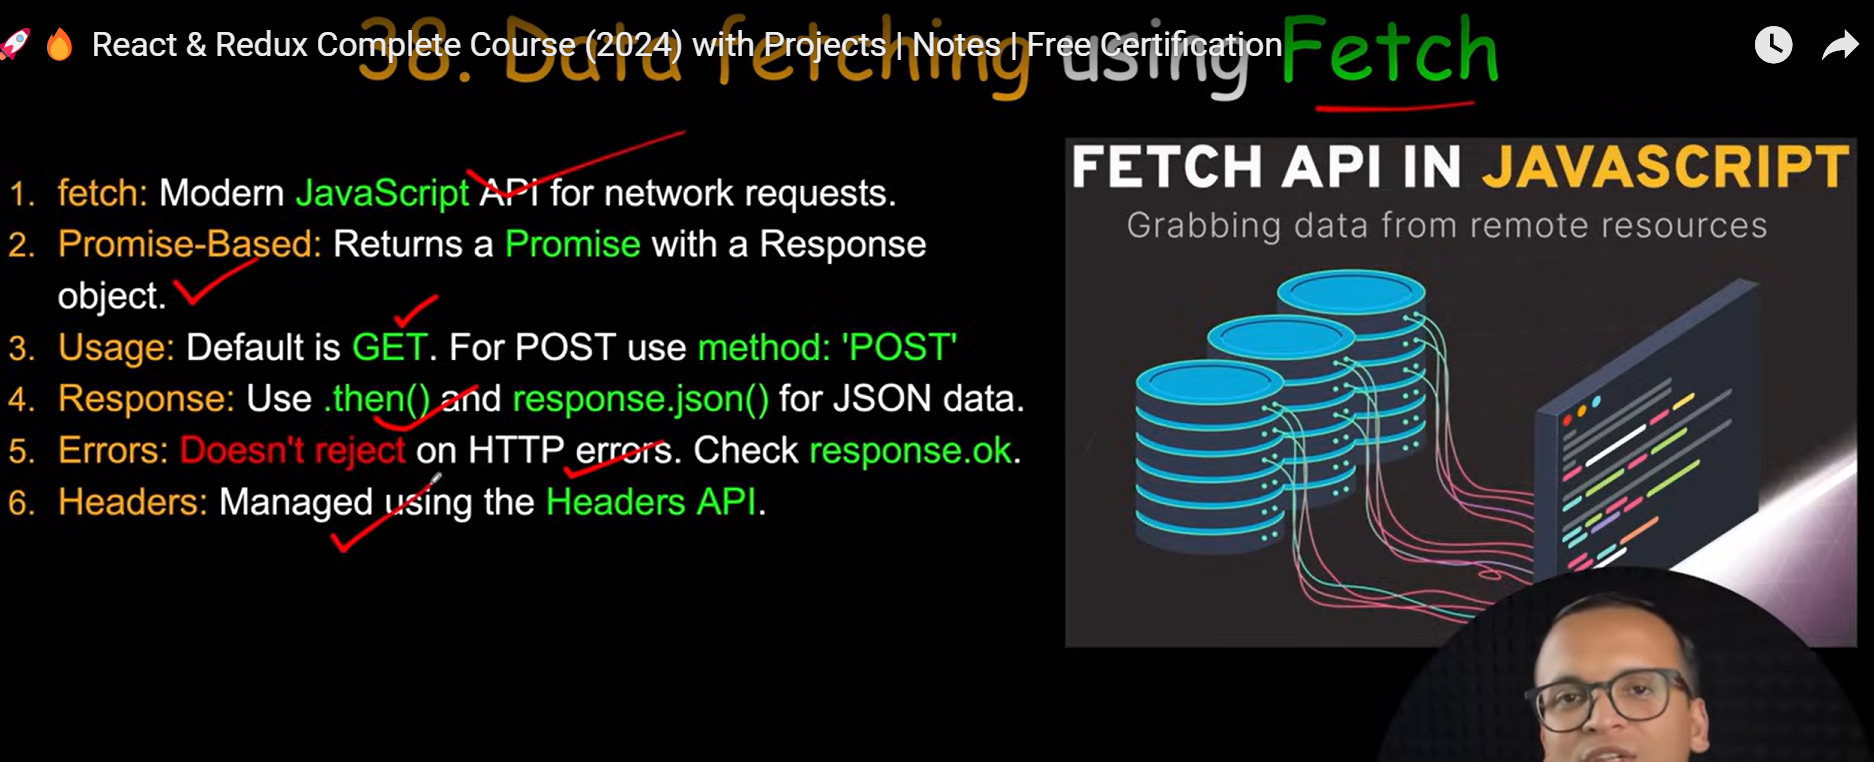 🚀 🔥 React & Redux Complete Course (2024) with Projects | Notes | Free Certification
38. Data fetching using Fetch
1. fetch: Modern JavaScript API for network requests.
2. Promise-Based: Returns a Promise with a Response
object.
3. Usage: Default is GET. For POST use method: 'POST'
4. Response: Use .then() and response.json() for JSON data.
5. Errors: Doesn't reject on HTTP errors. Check response.ok.
6. Headers: Managed using the Headers API.
FETCH API IN JAVASCRIPT
Grabbing data from remote resources